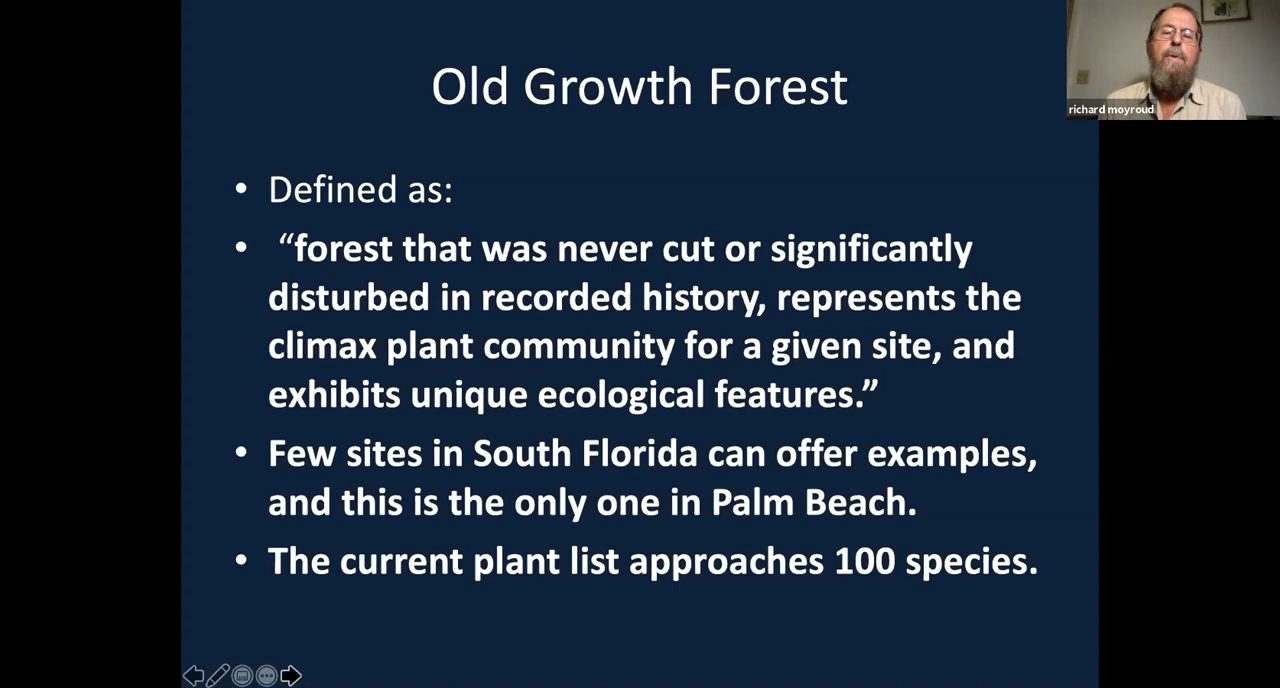 Old Growth Forest
richard moyroud
• Defined as:
• “forest that was never cut or significantly
disturbed in recorded history, represents the
climax plant community for a given site, and
exhibits unique ecological features.”
• Few sites in South Florida can offer examples,
and this is the only one in Palm Beach.
• The current plant list approaches 100 species.